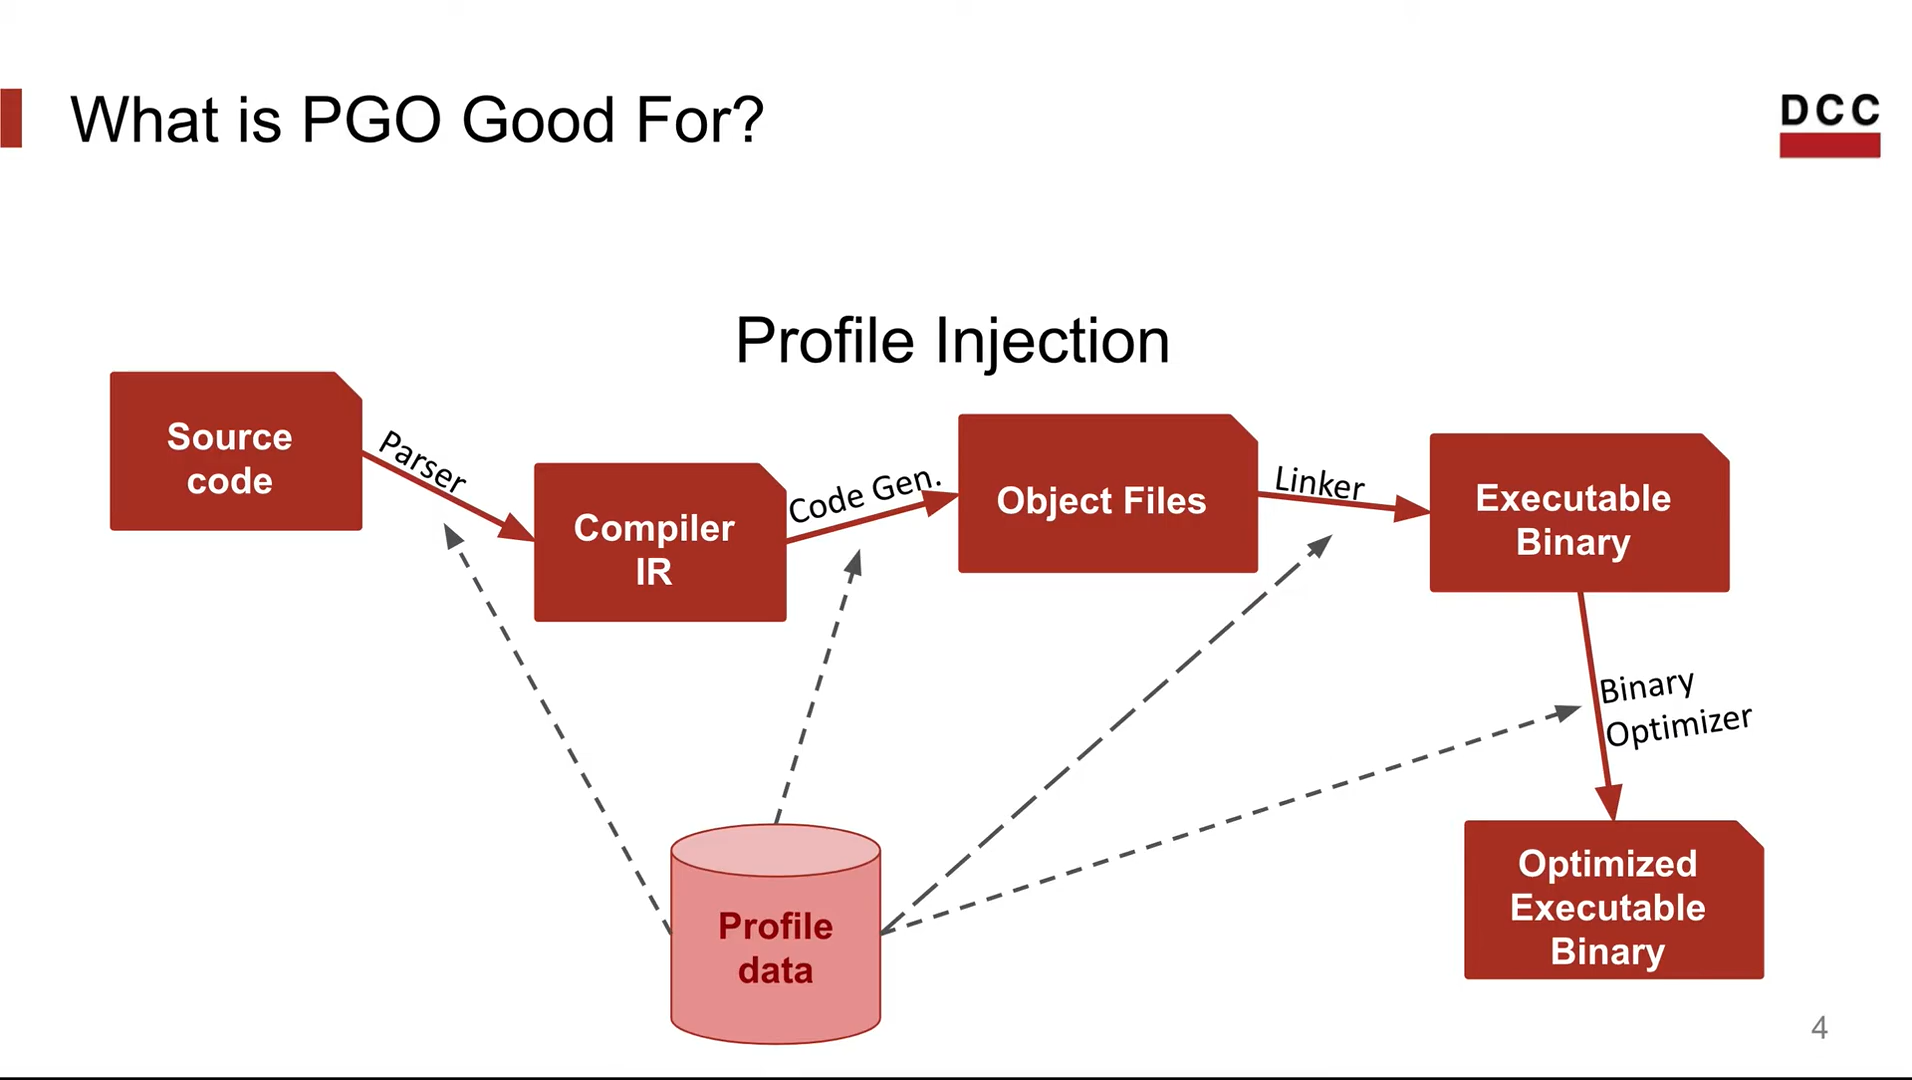 What is PGO Good For?
DCC
Profile Injection
Source
code
Parser
Compiler
IR
Code Gen.
Object Files
Linker
Executable
Binary
Binary
Optimizer
Profile
data
Optimized
Executable
Binary
4